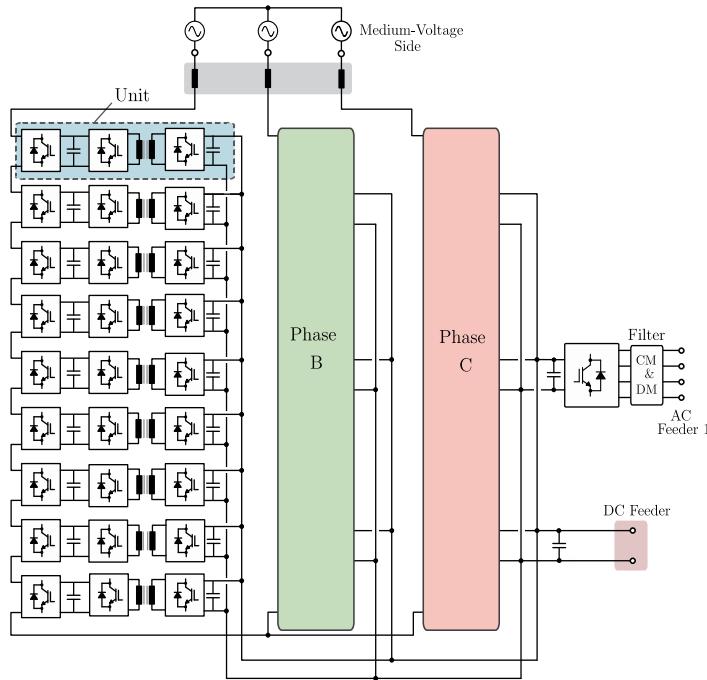 Medium-Voltage
Side
Unit
Phase
B
Phase
C
Filter
CM
&
DM
AC
Feeder 1
DC Feeder